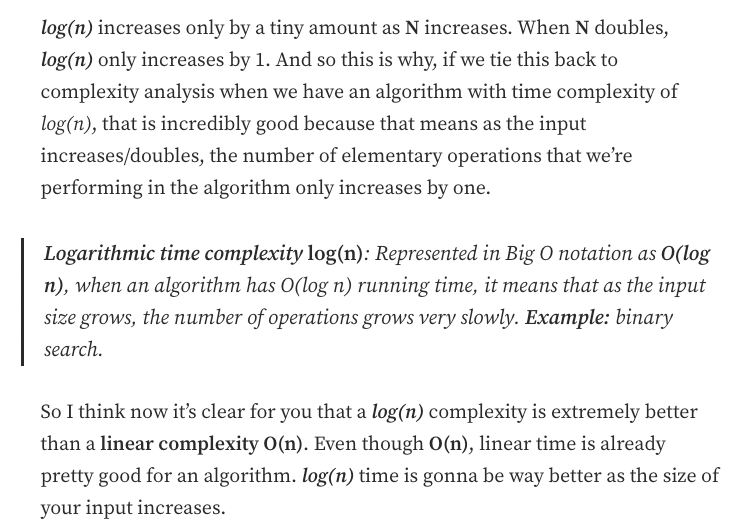 log(n) increases only by a tiny amount as N increases. When N doubles,
log(n) only increases by 1. And so this is why, if we tie this back to
complexity analysis when we have an algorithm with time complexity of
log(n), that is incredibly good because that means as the input
increases/doubles, the number of elementary operations that we’re
performing in the algorithm only increases by one.
Logarithmic time complexity log(n): Represented in Big O notation as O(log
n), when an algorithm has O(log n) running time, it means that as the input
size grows, the number of operations grows very slowly. Example: binary
search.
So I think now it’s clear for you that a log(n) complexity is extremely better
than a linear complexity O(n). Even though O(n), linear time is already
pretty good for an algorithm. log(n) time is gonna be way better as the size of
your input increases.